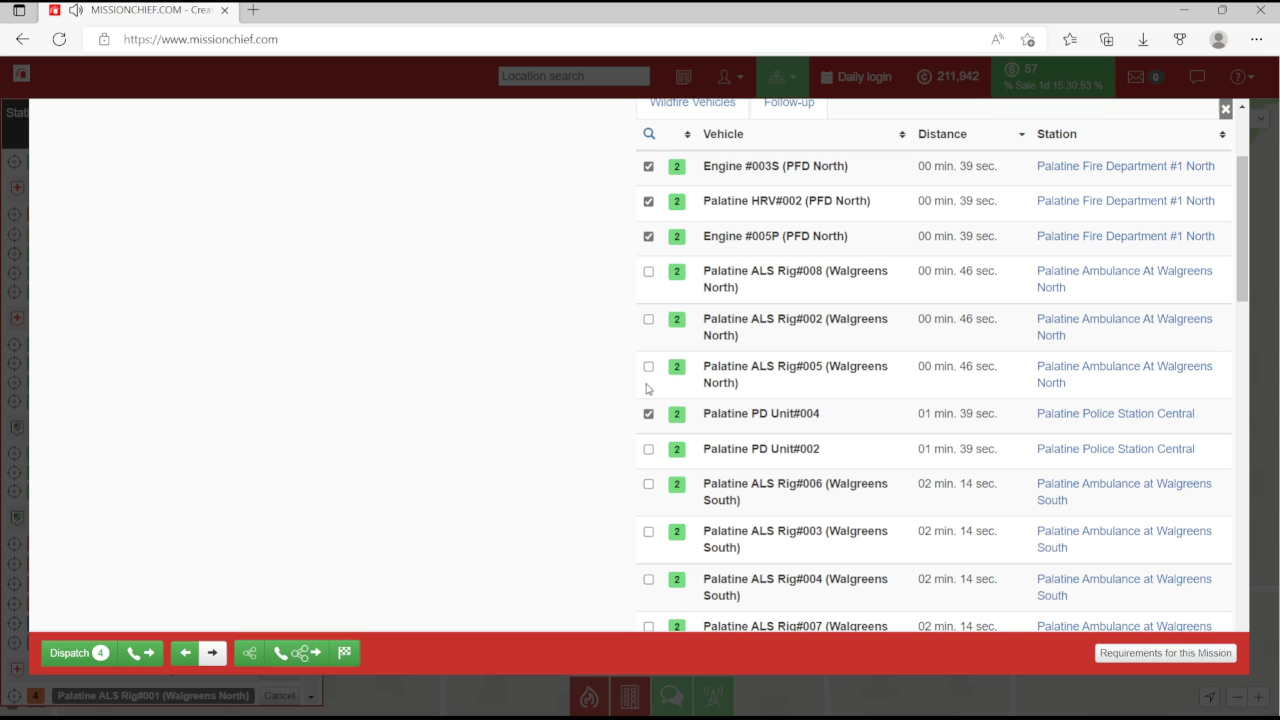 MISSIONCHIEF.COM - Crea
https://www.missionchief.com
Location search
Daily login
211,942
57
% Sale 1d 15:30:53 %
0
Stati
Wildfire Vehicles
Follow-up
Vehicle
Distance
Station
2
Engine #003S (PFD North)
00 min. 39 sec.
Palatine Fire Department #1 North
2
Palatine HRV#002 (PFD North)
00 min. 39 sec.
Palatine Fire Department #1 North
2
Engine #005P (PFD North)
00 min. 39 sec.
Palatine Fire Department #1 North
2
Palatine ALS Rig#008 (Walgreens
North)
00 min. 46 sec.
Palatine Ambulance At Walgreens
North
2
Palatine ALS Rig#002 (Walgreens
North)
00 min. 46 sec.
Palatine Ambulance At Walgreens
North
2
Palatine ALS Rig#005 (Walgreens
North)
00 min. 46 sec.
Palatine Ambulance At Walgreens
North
2
Palatine PD Unit#004
01 min. 39 sec.
Palatine Police Station Central
2
Palatine PD Unit#002
01 min. 39 sec.
Palatine Police Station Central
2
Palatine ALS Rig#006 (Walgreens
South)
02 min. 14 sec.
Palatine Ambulance at Walgreens
South
2
Palatine ALS Rig#003 (Walgreens
South)
02 min. 14 sec.
Palatine Ambulance at Walgreens
South
2
Palatine ALS Rig#004 (Walgreens
South)
02 min. 14 sec.
Palatine Ambulance at Walgreens
South
2
Palatine ALS Rig#007 (Walgreens
02 min. 14 sec.
Palatine Ambulance at Walgreens
Dispatch 4
Requirements for this Mission
4
Palatine ALS Rig#001 (Walgreens North)
Cancel